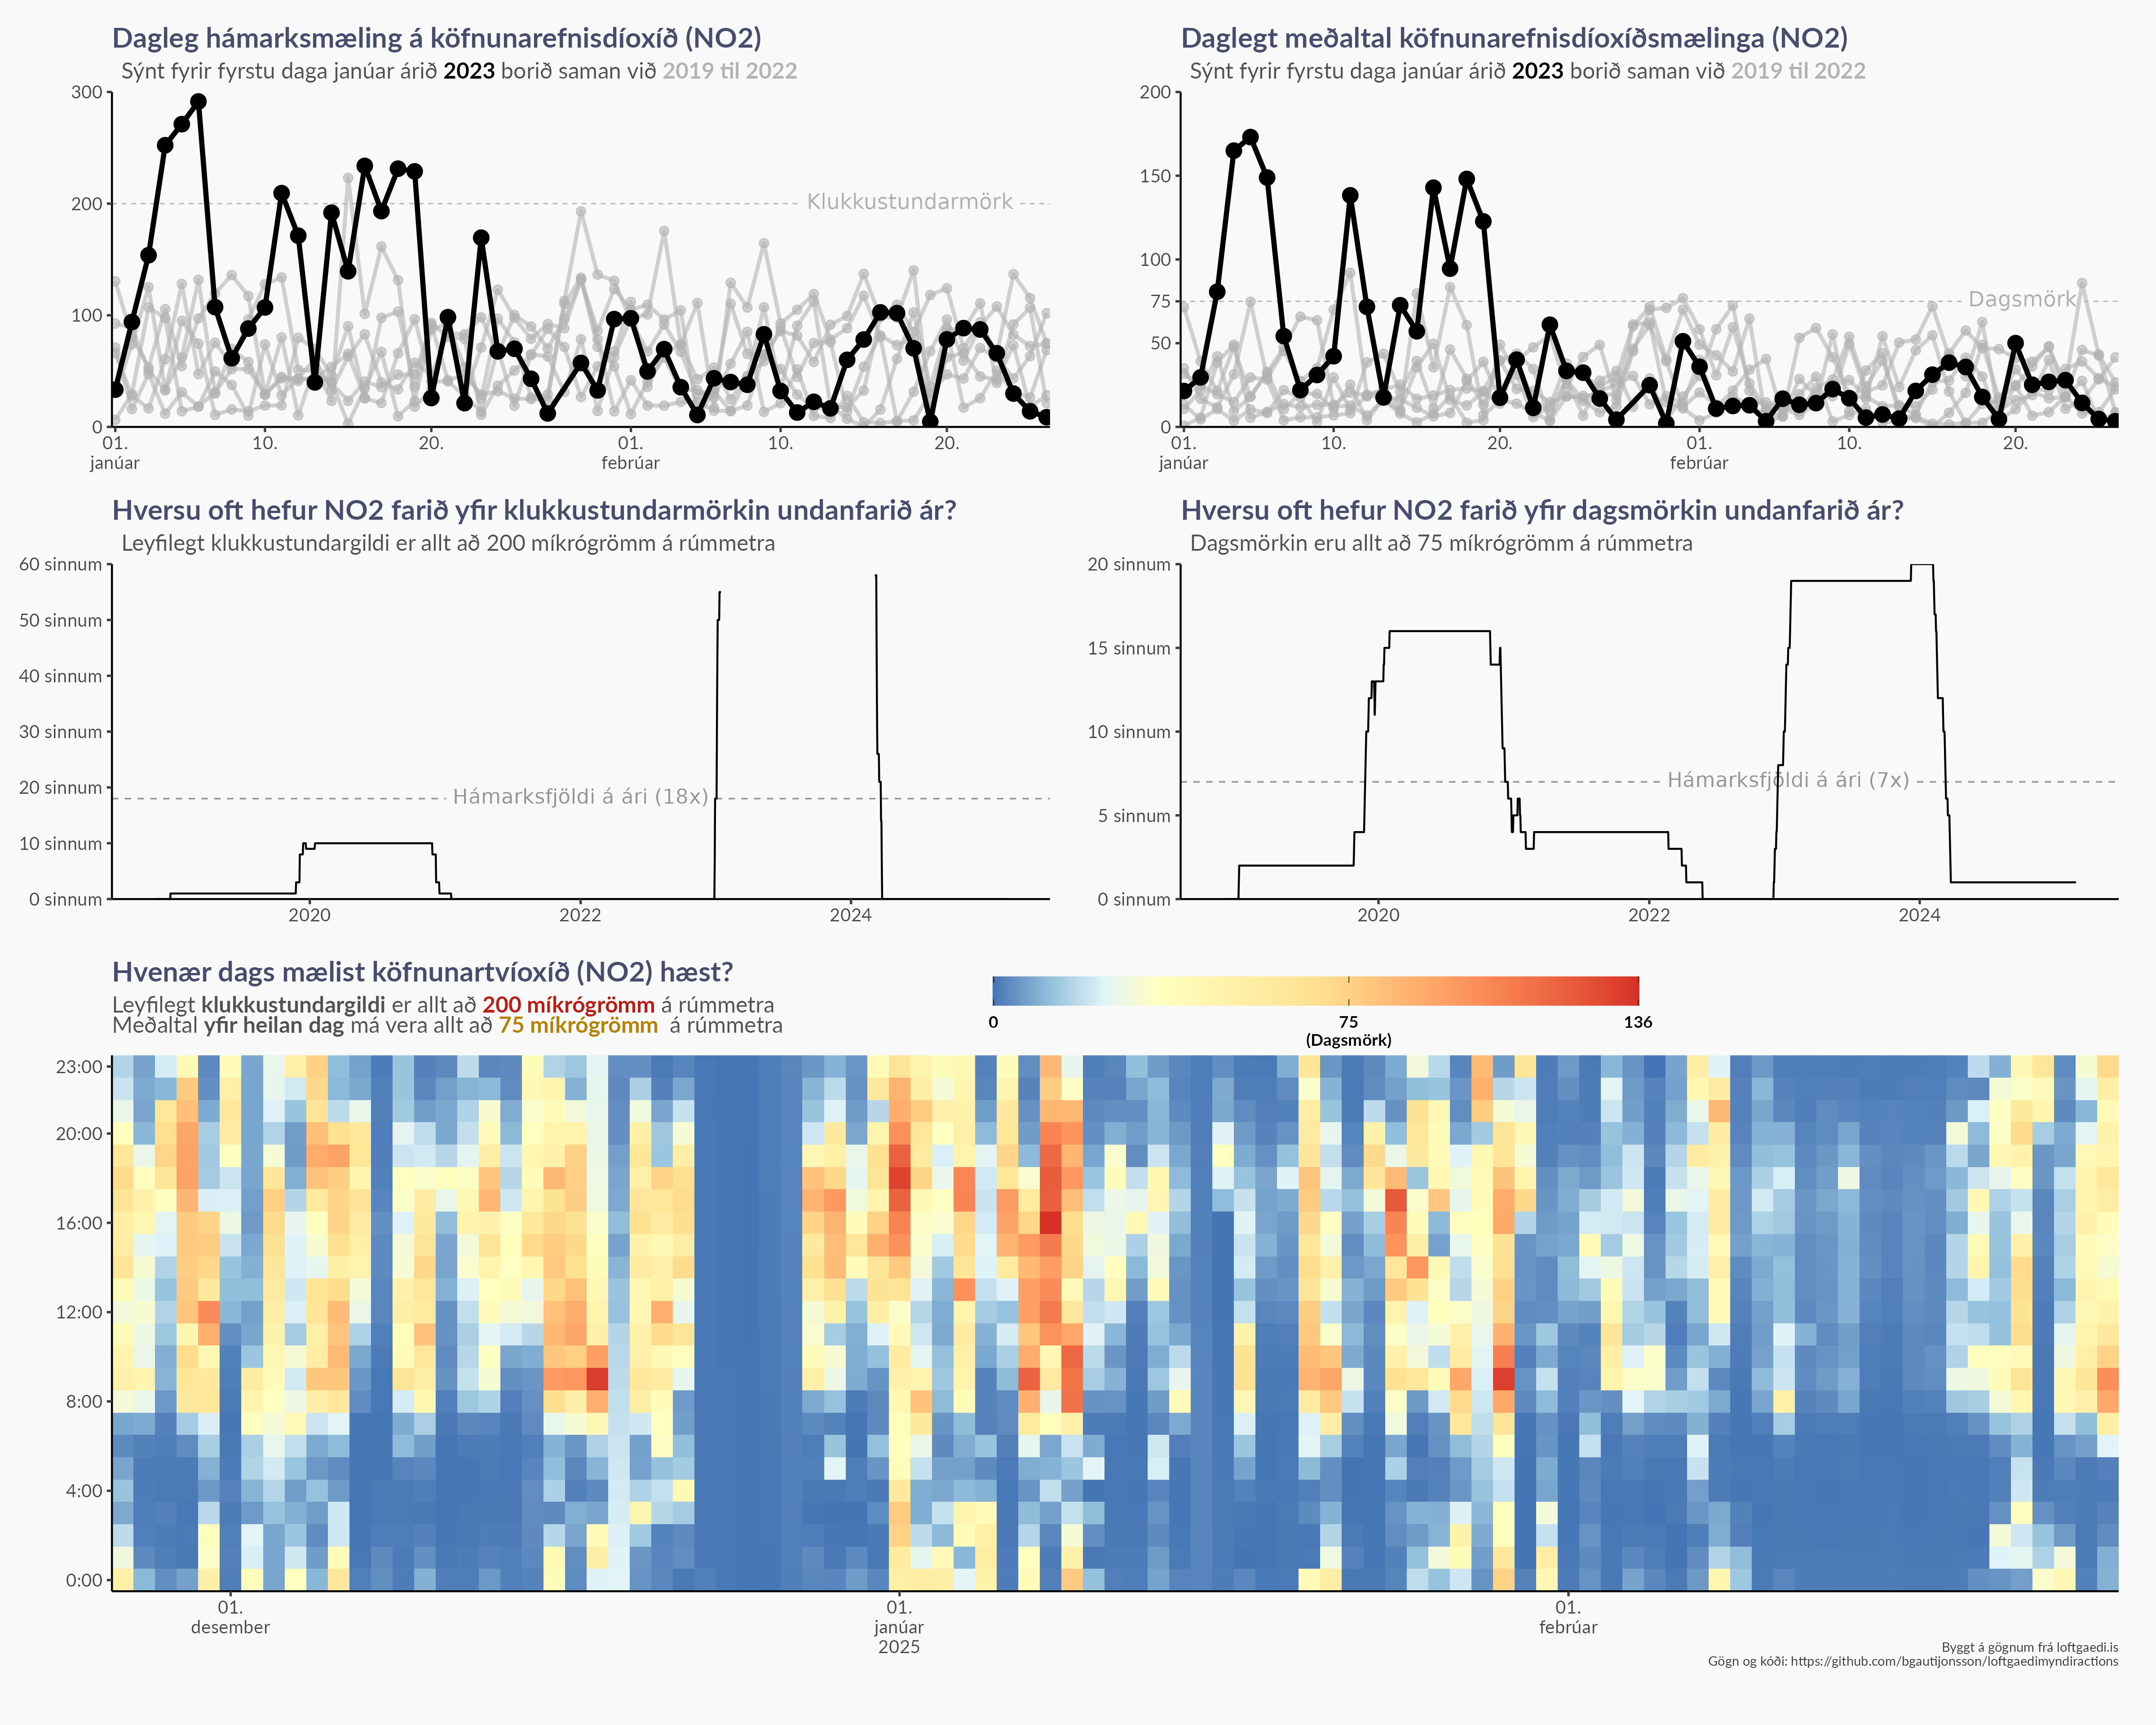 Dagleg hámarksmæling á köfnunarefnisdíoxíð (NO2)
Sýnt fyrir fyrstu daga janúar árið 2023 borið saman við 2019 til 2022
300
200
100
0
Klukkustundarmörk
01.
janúar
10.
20.
01.
febrúar
10.
20.
Daglegt meðaltal köfnunarefnisdíoxíðsmælinga (NO2)
Sýnt fyrir fyrstu daga janúar árið 2023 borið saman við 2019 til 2022
200
150
100
75
50
0
Dagsmörk
01.
janúar
10.
20.
01.
febrúar
10.
20.
Hversu oft hefur NO2 farið yfir klukkustundarmörkin undanfarið ár?
Leyfilegt klukkustundargildi er allt að 200 míkrógrömm á rúmmetra
60 sinnum
50 sinnum
40 sinnum
30 sinnum
20 sinnum
10 sinnum
0 sinnum
Hámarksfjöldi á ári (18x)
2020
2022
2024
Hversu oft hefur NO2 farið yfir dagsmörkin undanfarið ár?
Dagsmörkin eru allt að 75 míkrógrömm á rúmmetra
20 sinnum
15 sinnum
10 sinnum
5 sinnum
0 sinnum
Hámarksfjöldi á ári (7x)
2020
2022
2024
Hvenær dags mælist köfnunartvíoxíð (NO2) hæst?
Leyfilegt klukkustundargildi er allt að 200 míkrógrömm á rúmmetra
Meðaltal yfir heilan dag má vera allt að 75 míkrógrömm á rúmmetra
0
75
(Dagsmörk)
136
23:00
20:00
16:00
12:00
8:00
4:00
0:00
01.
desember
01.
janúar
2025
01.
febrúar
Byggt á gögnum frá loftgaedi.is
Gögn og kóði: https://github.com/bgautijonsson/loftgaedimyndiractions